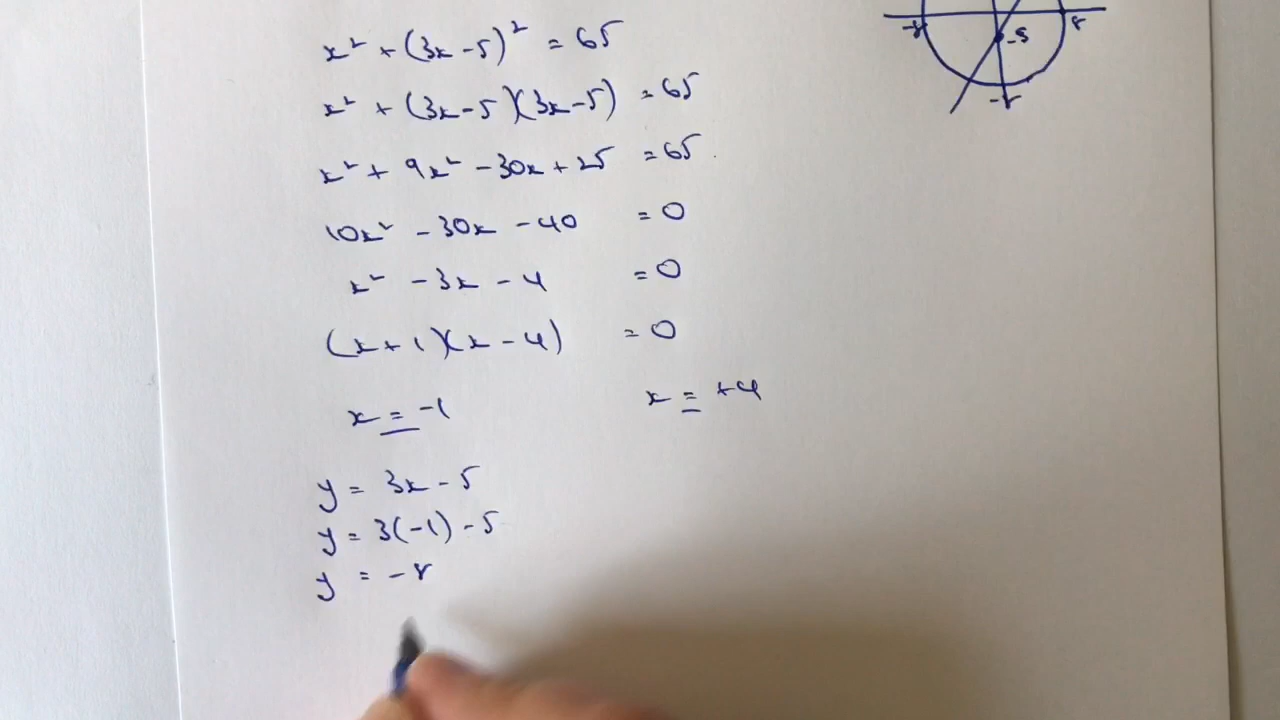 x² + (3x - 5)² = 65
x² + (3x - 5)(3x - 5) = 65
x² + 9x² - 30x + 25 = 65
10x² - 30x - 40 = 0
x² - 3x - 4 = 0
(x + 1)(x - 4) = 0
x = -1 x = +4
y = 3x - 5
y = 3(-1) - 5
y = -8
-8 8
-5
-8